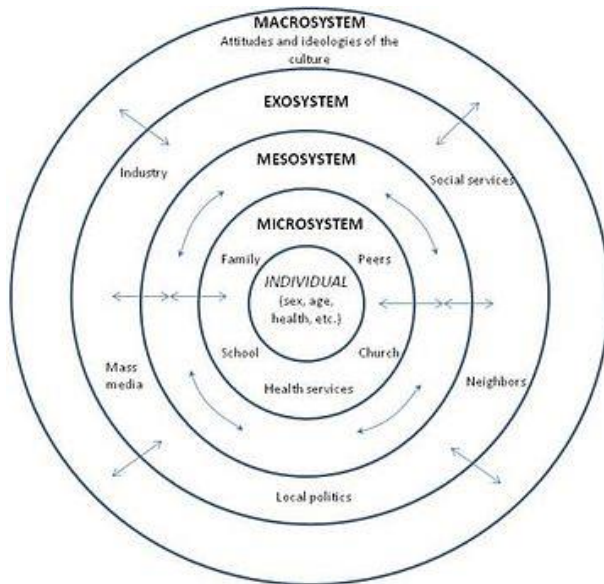 MACROSYSTEM
Attitudes and ideologies of the
culture
EXOSYSTEM
MESOSYSTEM
Industry
Social services
MICROSYSTEM
Family
Peers
INDIVIDUAL
(sex, age,
health, etc.)
School
Church
Mass
media
Health services
Neighbors
Local politics